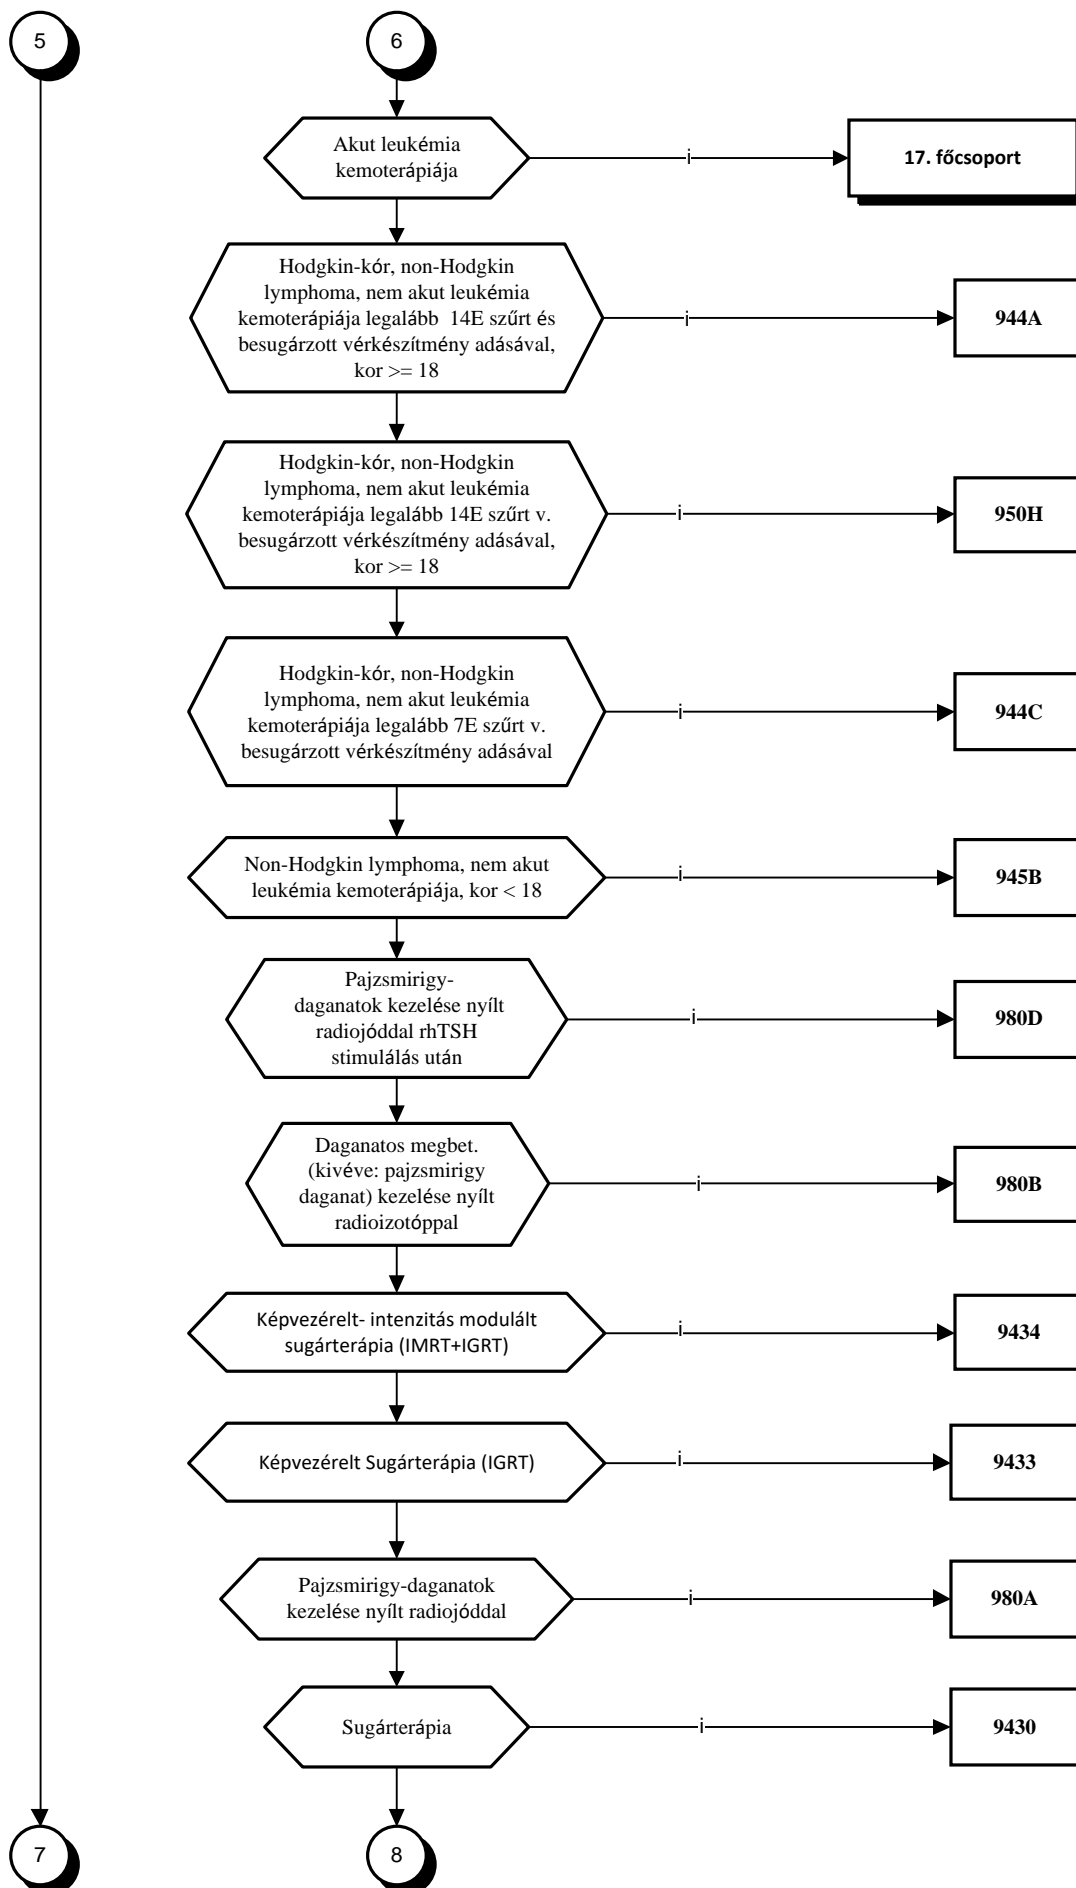 5
6
Akut leukémia
kemoterápiája
i
17. főcsoport
Hodgkin-kór, non-Hodgkin
lymphoma, nem akut leukémia
kemoterápiája legalább  14E szűrt és
besugárzott vérkészítmény adásával,
kor >= 18
i
944A
Hodgkin-kór, non-Hodgkin
lymphoma, nem akut leukémia
kemoterápiája legalább 14E szűrt v.
besugárzott vérkészítmény adásával,
kor >= 18
i
950H
Hodgkin-kór, non-Hodgkin
lymphoma, nem akut leukémia
kemoterápiája legalább 7E szűrt v.
besugárzott vérkészítmény adásával
i
944C
Non-Hodgkin lymphoma, nem akut
leukémia kemoterápiája, kor < 18
i
945B
Pajzsmirigy-
daganatok kezelése nyílt
radiojóddal rhTSH
stimulálás után
i
980D
Daganatos megbet.
(kivéve: pajzsmirigy
daganat) kezelése nyílt
radioizotóppal
i
980B
Képvezérelt- intenzitás modulált
sugárterápia (IMRT+IGRT)
i
9434
Képvezérelt Sugárterápia (IGRT)
i
9433
Pajzsmirigy-daganatok
kezelése nyílt radiojóddal
i
980A
Sugárterápia
i
9430
7
8